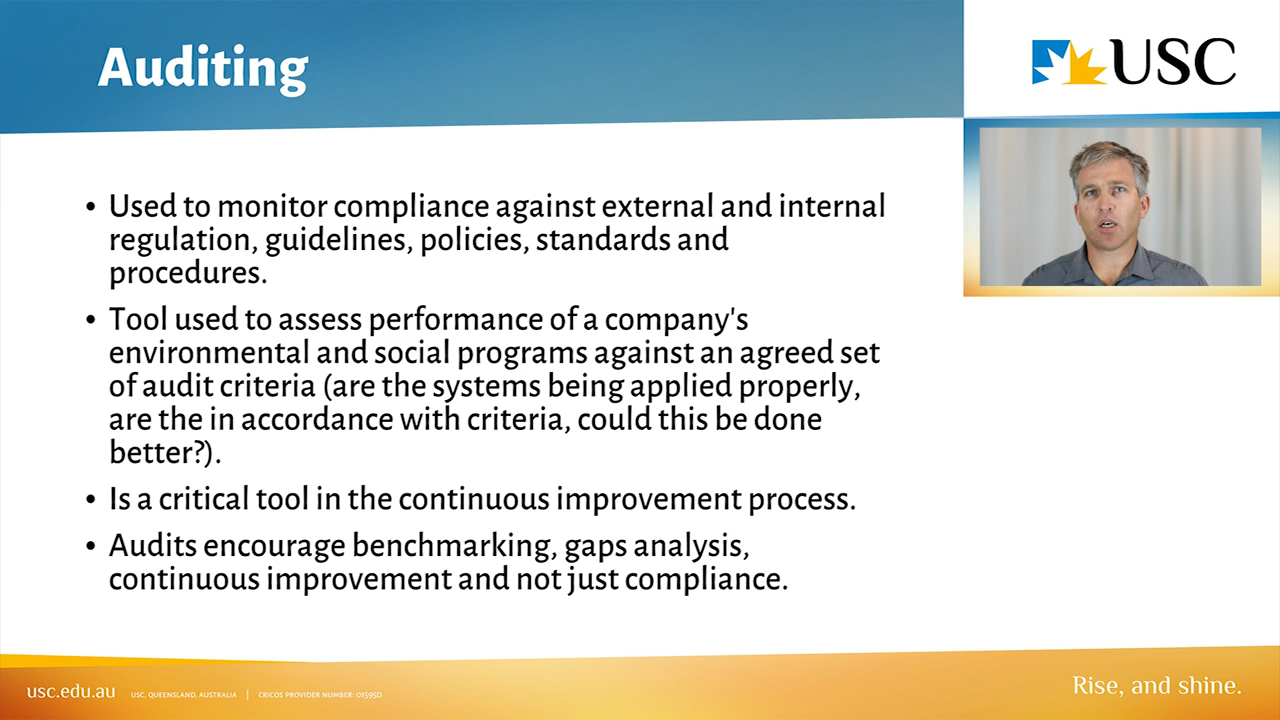 Auditing
USC
• Used to monitor compliance against external and internal
regulation, guidelines, policies, standards and
procedures.
• Tool used to assess performance of a company's
environmental and social programs against an agreed set
of audit criteria (are the systems being applied properly,
are the in accordance with criteria, could this be done
better?).
• Is a critical tool in the continuous improvement process.
• Audits encourage benchmarking, gaps analysis,
continuous improvement and not just compliance.
usc.edu.au
USC, QUEENSLAND, AUSTRALIA | CRICOS PROVIDER NUMBER: 01595D
Rise, and shine.